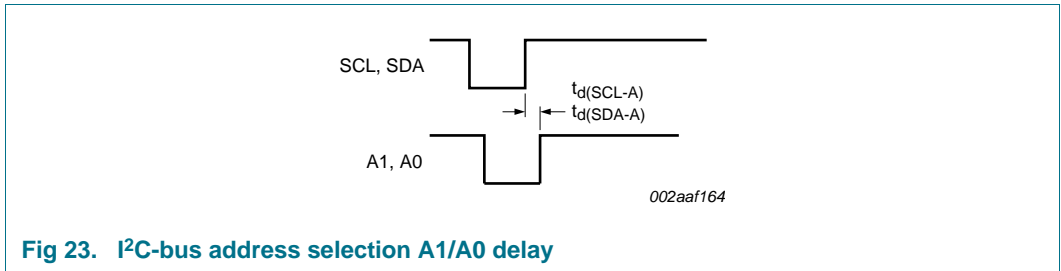 SCL, SDA
td(SCL-A)
td(SDA-A)
A1, A0
002aaf164
Fig 23. I²C-bus address selection A1/A0 delay